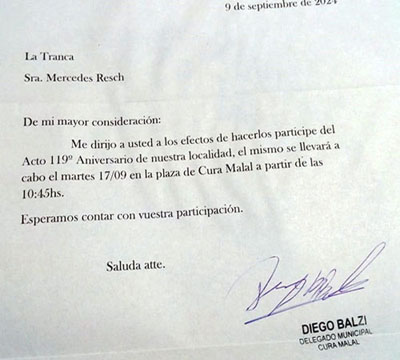 9 de septiembre de 2024
La Tranca
Sra. Mercedes Resch
De mi mayor consideración:
Me dirijo a usted a los efectos de hacerlos participe del
Acto 119º Aniversario de nuestra localidad, el mismo se llevará a
cabo el martes 17/09 en la plaza de Cura Malal a partir de las
10:45hs.
Esperamos contar con vuestra participación.
Saluda atte.
DIEGO BALZI
DELEGADO MUNICIPAL
CURA MALAL